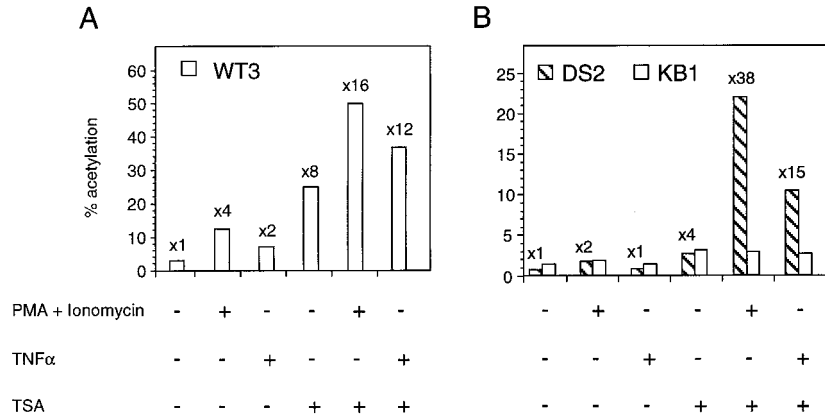 A
WT3
% acetylation
60
50
40
30
20
10
0
x1
x4
x2
x8
x16
x12
B
DS2 KB1
25
20
15
10
5
0
x1
x2
x1
x4
x38
x15
PMA + Ionomycin - + - - + - - + - - + -
TNFα - - + - - + - - + - - +
TSA - - - + + + - - - + + +